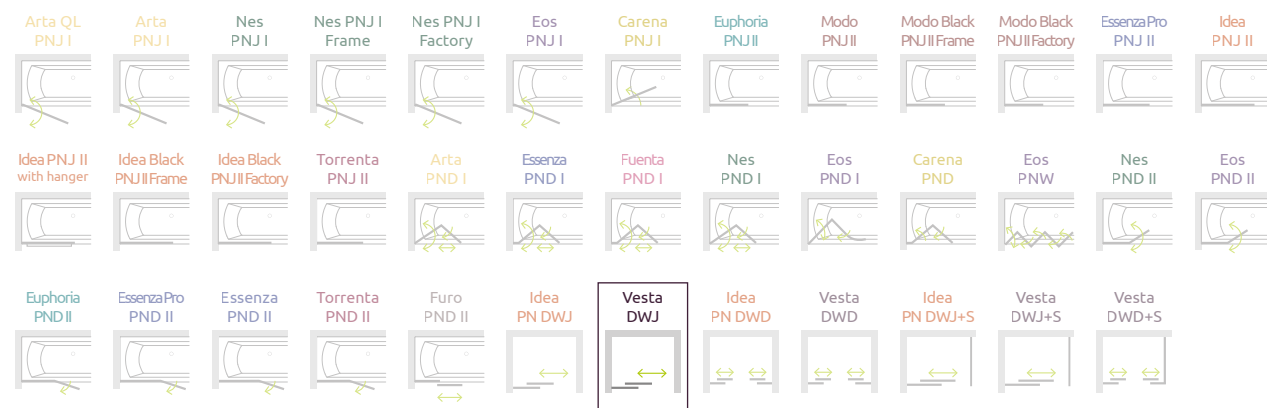 Arta QL
PNJ I
Arta
PNJ I
Nes
PNJ I
Nes PNJ I
Frame
Nes PNJ I
Factory
Eos
PNJ I
Carena
PNJ I
Euphoria
PNJ II
Modo
PNJ II
Modo Black
PNJ II Frame
Modo Black
PNJ II Factory
Essenza Pro
PNJ II
Idea
PNJ II
Idea PNJ II
with hanger
Idea Black
PNJ II Frame
Idea Black
PNJ II Factory
Torrenta
PNJ II
Arta
PND I
Essenza
PND I
Fuenta
PND I
Nes
PND I
Eos
PND I
Carena
PND
Eos
PNW
Nes
PND II
Eos
PND II
Euphoria
PND II
Essenza Pro
PND II
Essenza
PND II
Torrenta
PND II
Furo
PND II
Idea
PN DWJ
Vesta
DWJ
Idea
PN DWD
Vesta
DWD
Idea
PN DWJ+S
Vesta
DWJ+S
Vesta
DWD+S